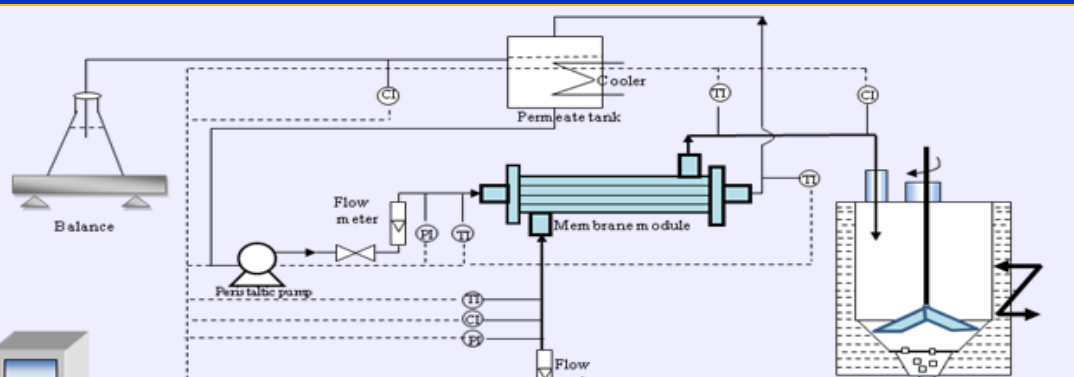 Cooler
CI
TI
CI
Permeate tank
TI
Flow
meter
PI
TI
Membrane module
Balance
Peristaltic pump
TI
CI
PI
Flow